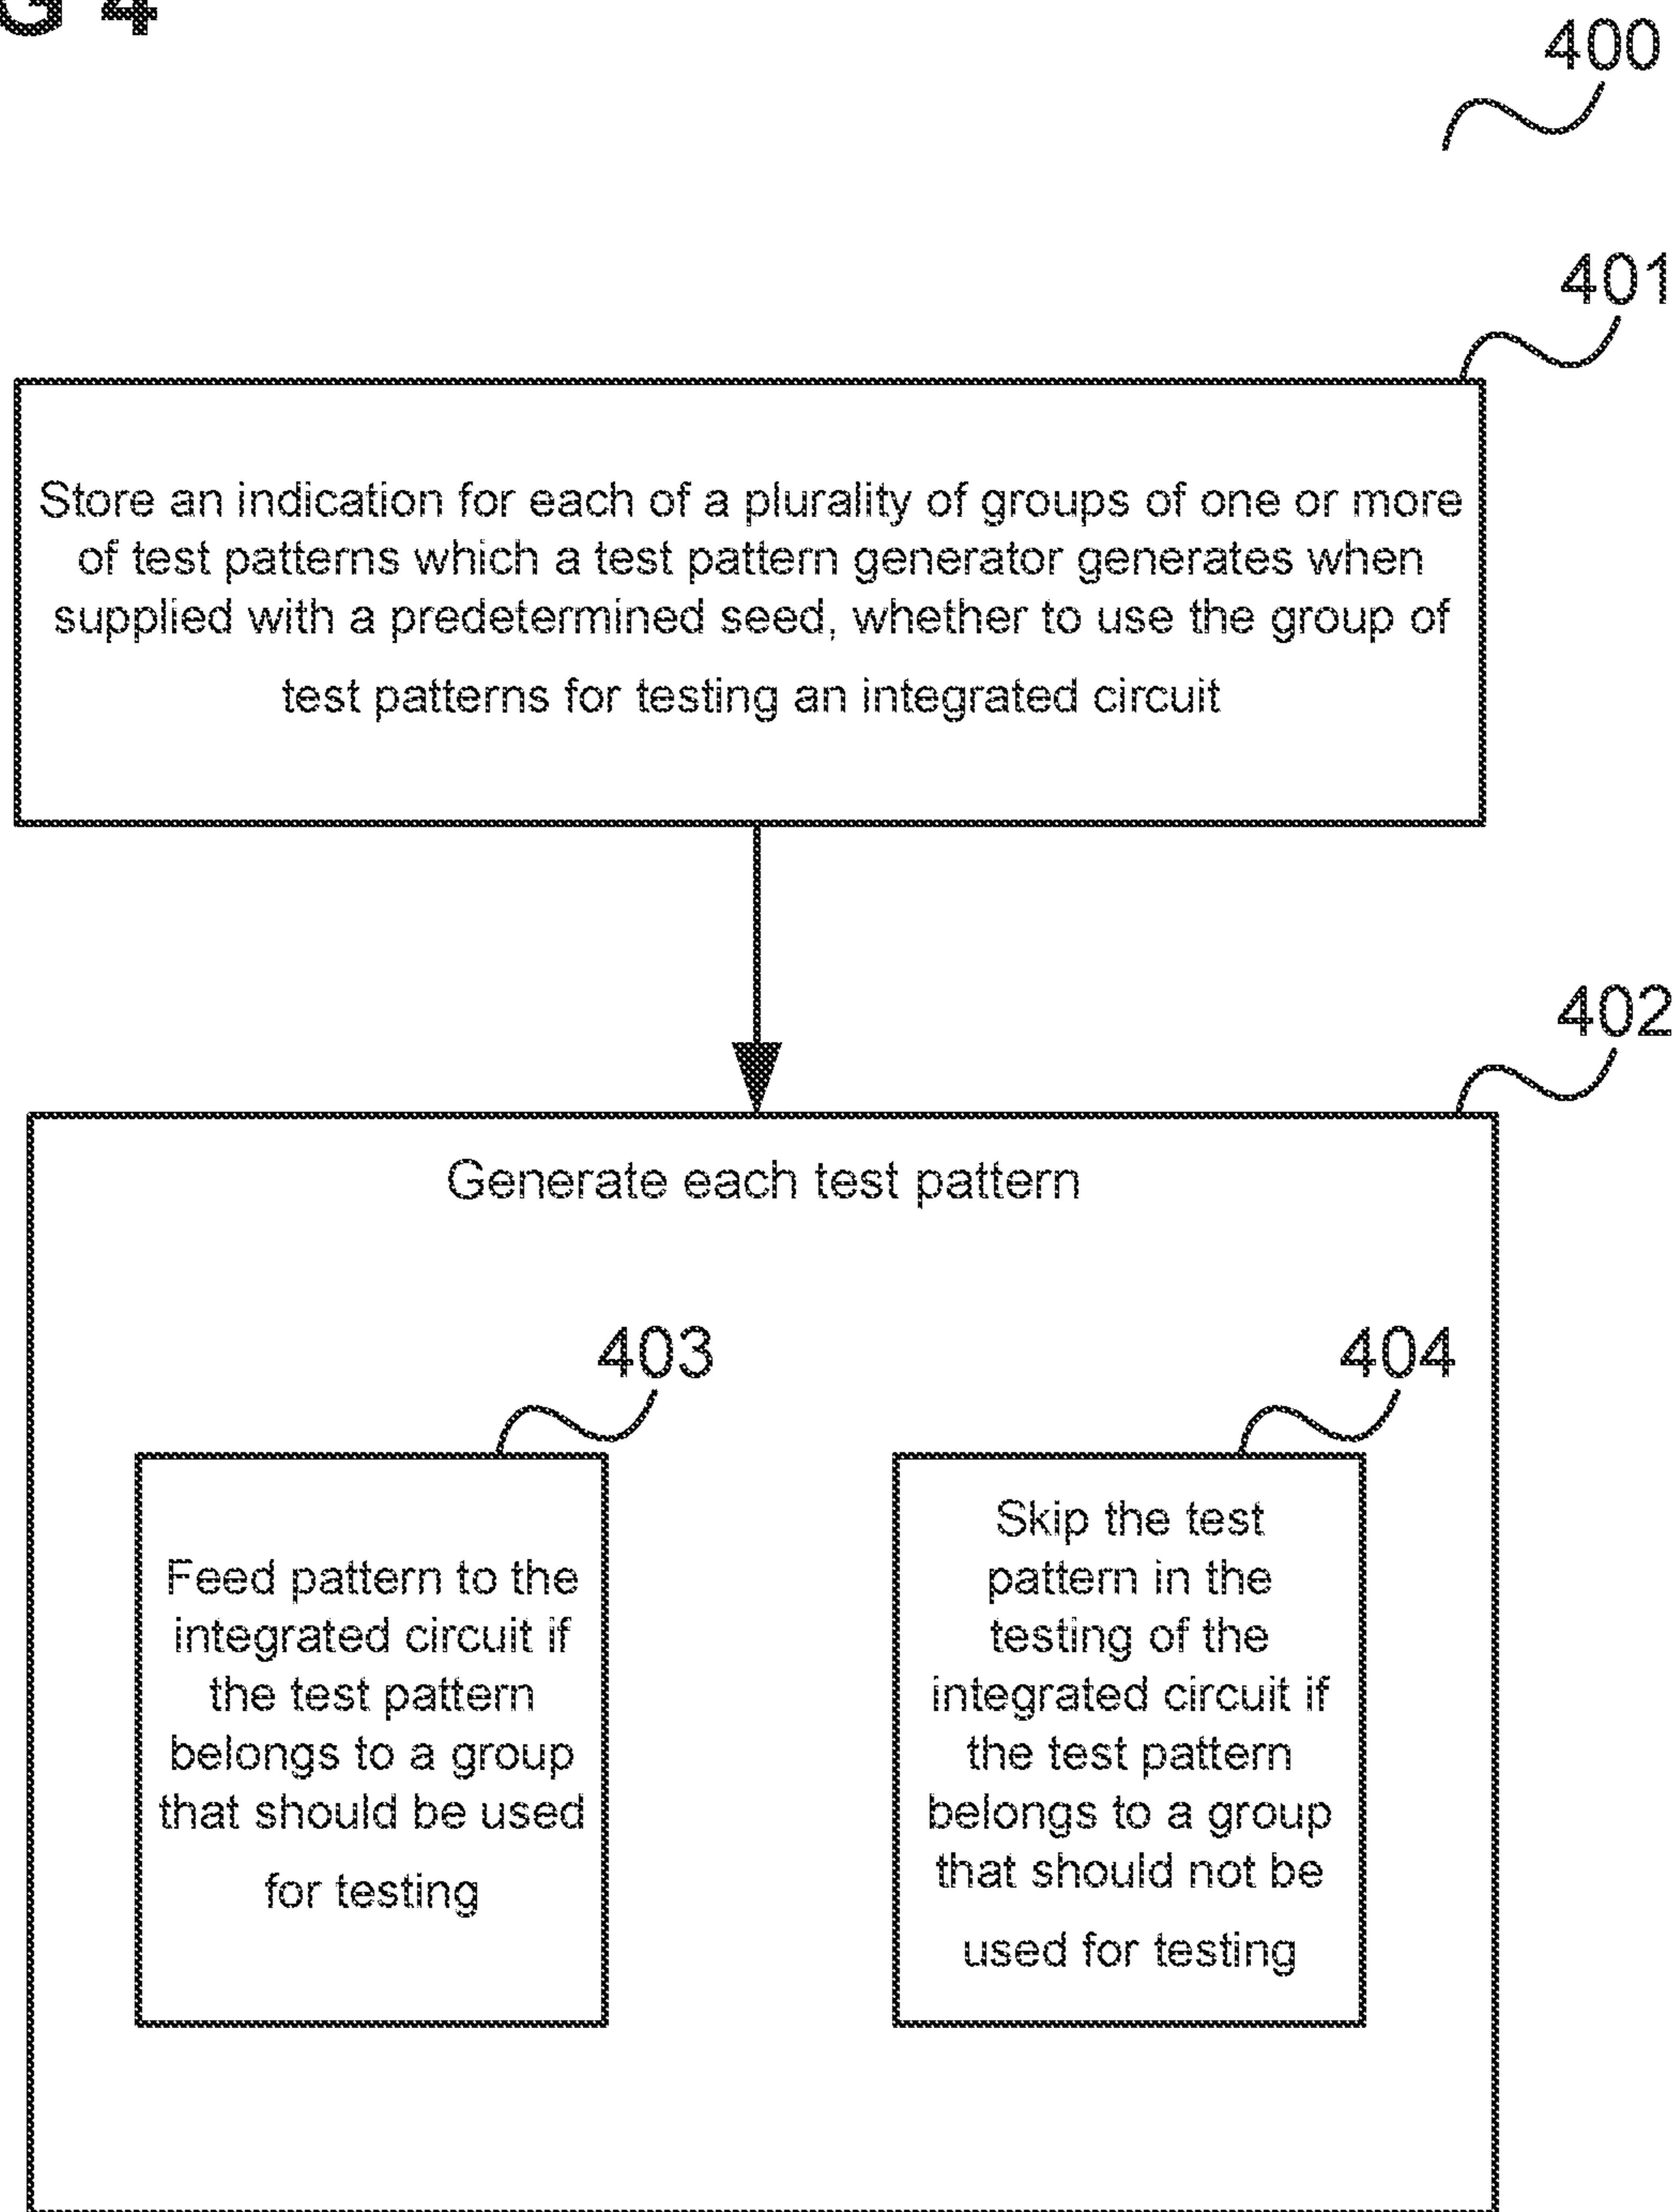 G 4
400
401
Store an indication for each of a plurality of groups of one or more
of test patterns which a test pattern generator generates when
supplied with a predetermined seed, whether to use the group of
test patterns for testing an integrated circuit
402
Generate each test pattern
403
404
Feed pattern to the
integrated circuit if
the test pattern
belongs to a group
that should be used
for testing
Skip the test
pattern in the
testing of the
integrated circuit if
the test pattern
belongs to a group
that should not be
used for testing